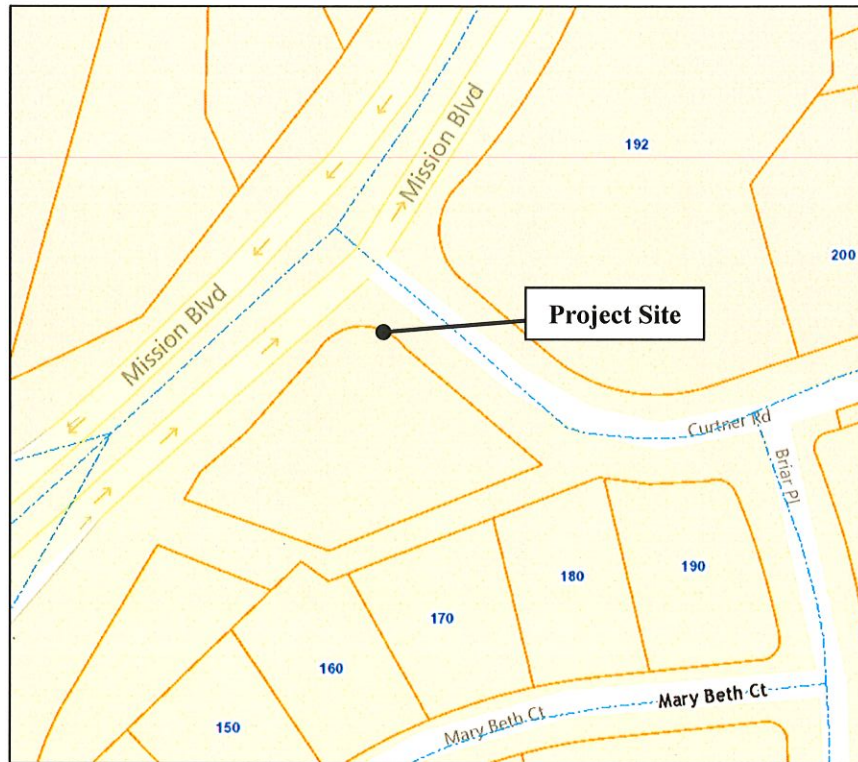 Mission Blvd
192
200
Mission Blvd
Project Site
Curtner Rd
Briar Pl
180
190
170
160
150
Mary Beth Ct
Mary Beth Ct